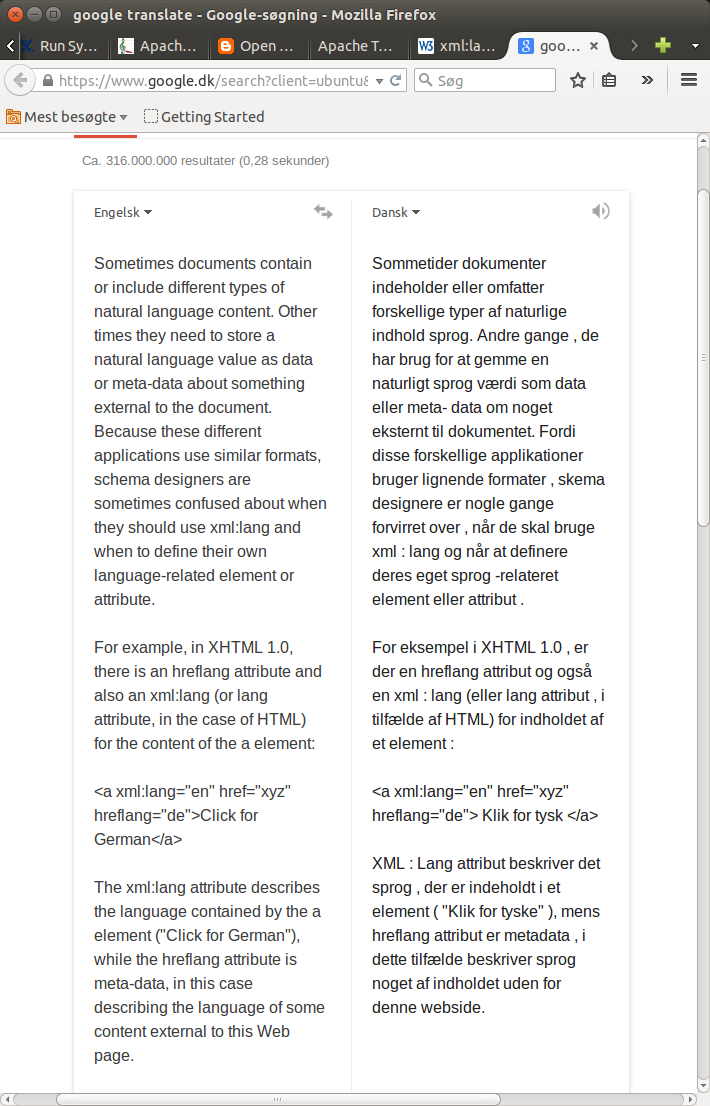 google translate - Google-søgning - Mozilla Firefox
Run Sy... Apach... Open ... Apache T... W3 xml:la... g goo...
https://www.google.dk/search?client=ubuntu& Søg
Mest besøgte Getting Started
Ca. 316.000.000 resultater (0,28 sekunder)
Engelsk
Sometimes documents contain
or include different types of
natural language content. Other
times they need to store a
natural language value as data
or meta-data about something
external to the document.
Because these different
applications use similar formats,
schema designers are
sometimes confused about when
they should use xml:lang and
when to define their own
language-related element or
attribute.
For example, in XHTML 1.0,
there is an hreflang attribute and
also an xml:lang (or lang
attribute, in the case of HTML)
for the content of the a element:
<a xml:lang="en" href="xyz"
hreflang="de">Click for
German</a>
The xml:lang attribute describes
the language contained by the a
element ("Click for German"),
while the hreflang attribute is
meta-data, in this case
describing the language of some
content external to this Web
page.
Dansk
Sommetider dokumenter
indeholder eller omfatter
forskellige typer af naturlige
indhold sprog. Andre gange , de
har brug for at gemme en
naturligt sprog værdi som data
eller meta- data om noget
eksternt til dokumentet. Fordi
disse forskellige applikationer
bruger lignende formater , skema
designere er nogle gange
forvirret over , når de skal bruge
xml : lang og når at definere
deres eget sprog -relateret
element eller attribut .
For eksempel i XHTML 1.0 , er
der en hreflang attribut og også
en xml : lang (eller lang attribut , i
tilfælde af HTML) for indholdet af
et element :
<a xml:lang="en" href="xyz"
hreflang="de"> Klik for tysk </a>
XML : Lang attribut beskriver det
sprog , der er indeholdt i et
element ( "Klik for tyske" ), mens
hreflang attribut er metadata , i
dette tilfælde beskriver sprog
noget af indholdet uden for
denne webside.